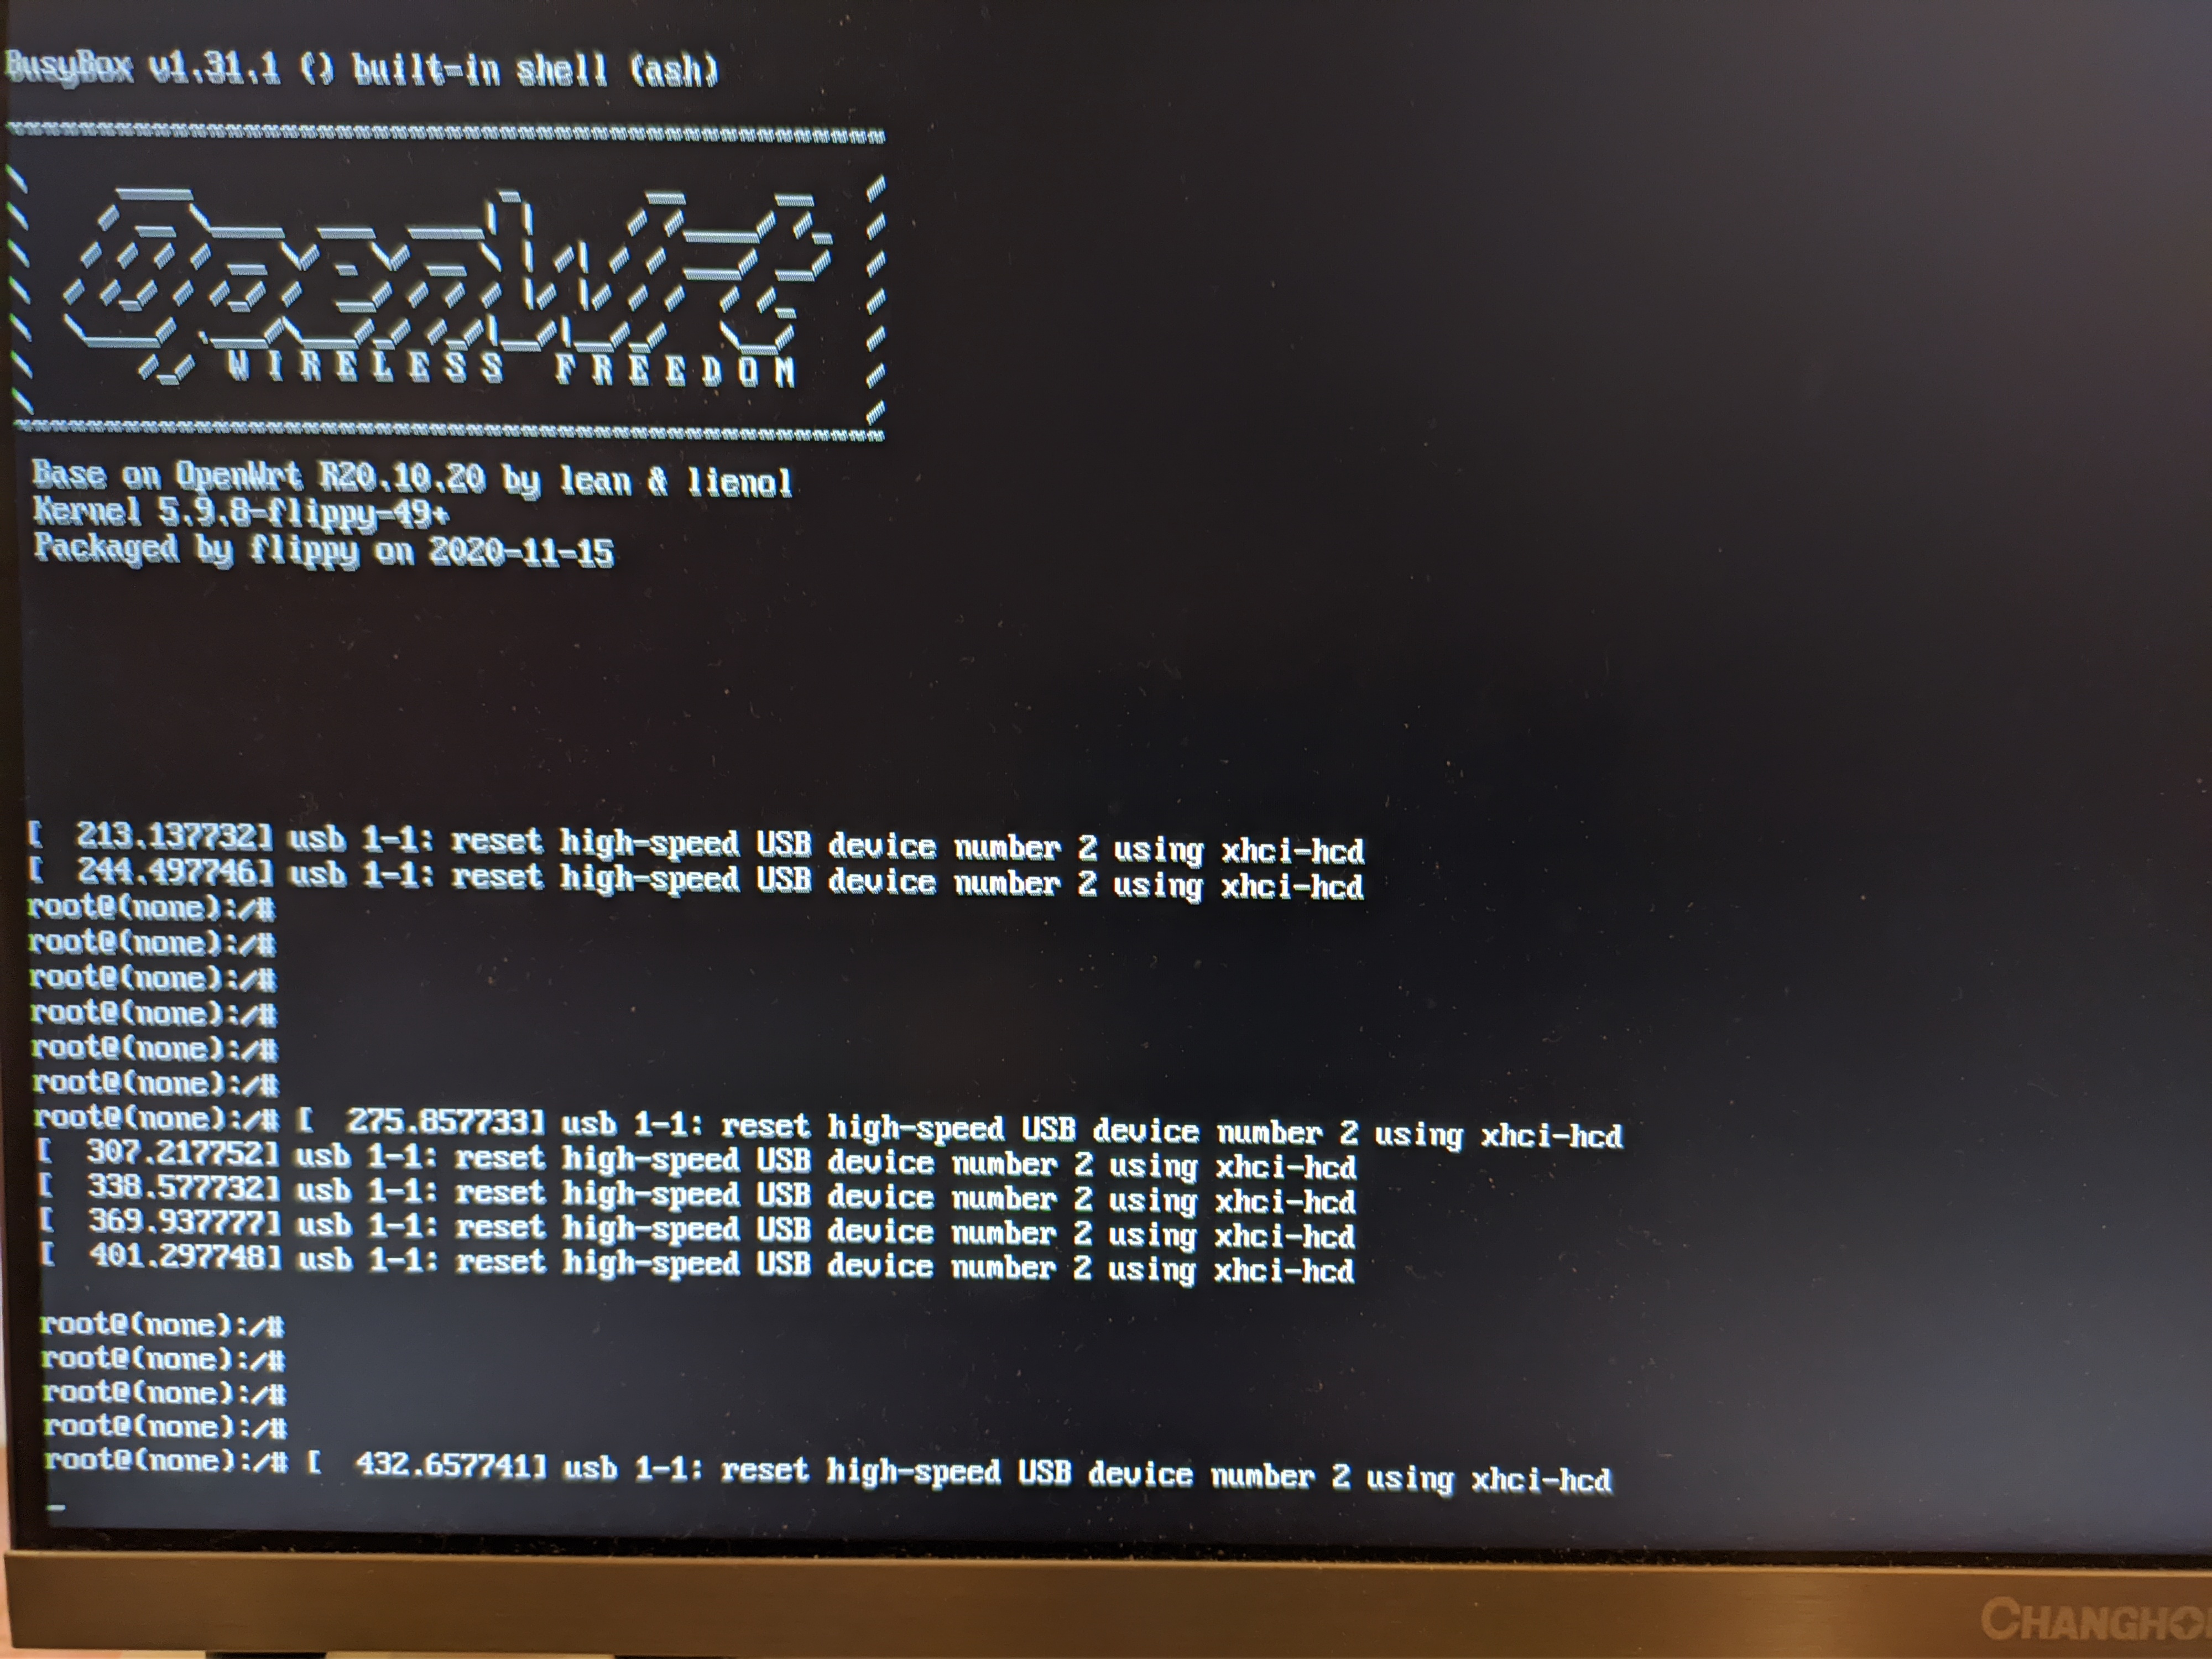 BusyBox v1.31.1 () built-in shell (ash)
W I R E L E S S   F R E E D O M
Base on OpenWrt R20.10.20 by lean & lienol
Kernel 5.9.8-flippy-49+
Packaged by flippy on 2020-11-15
[  213.137732] usb 1-1: reset high-speed USB device number 2 using xhci-hcd
[  244.497746] usb 1-1: reset high-speed USB device number 2 using xhci-hcd
root@(none):/#
root@(none):/#
root@(none):/#
root@(none):/#
root@(none):/#
root@(none):/#
root@(none):/# [  275.857733] usb 1-1: reset high-speed USB device number 2 using xhci-hcd
[  307.217752] usb 1-1: reset high-speed USB device number 2 using xhci-hcd
[  338.577732] usb 1-1: reset high-speed USB device number 2 using xhci-hcd
[  369.937777] usb 1-1: reset high-speed USB device number 2 using xhci-hcd
[  401.297748] usb 1-1: reset high-speed USB device number 2 using xhci-hcd
root@(none):/#
root@(none):/#
root@(none):/#
root@(none):/#
root@(none):/# [  432.657741] usb 1-1: reset high-speed USB device number 2 using xhci-hcd
CHANGHO